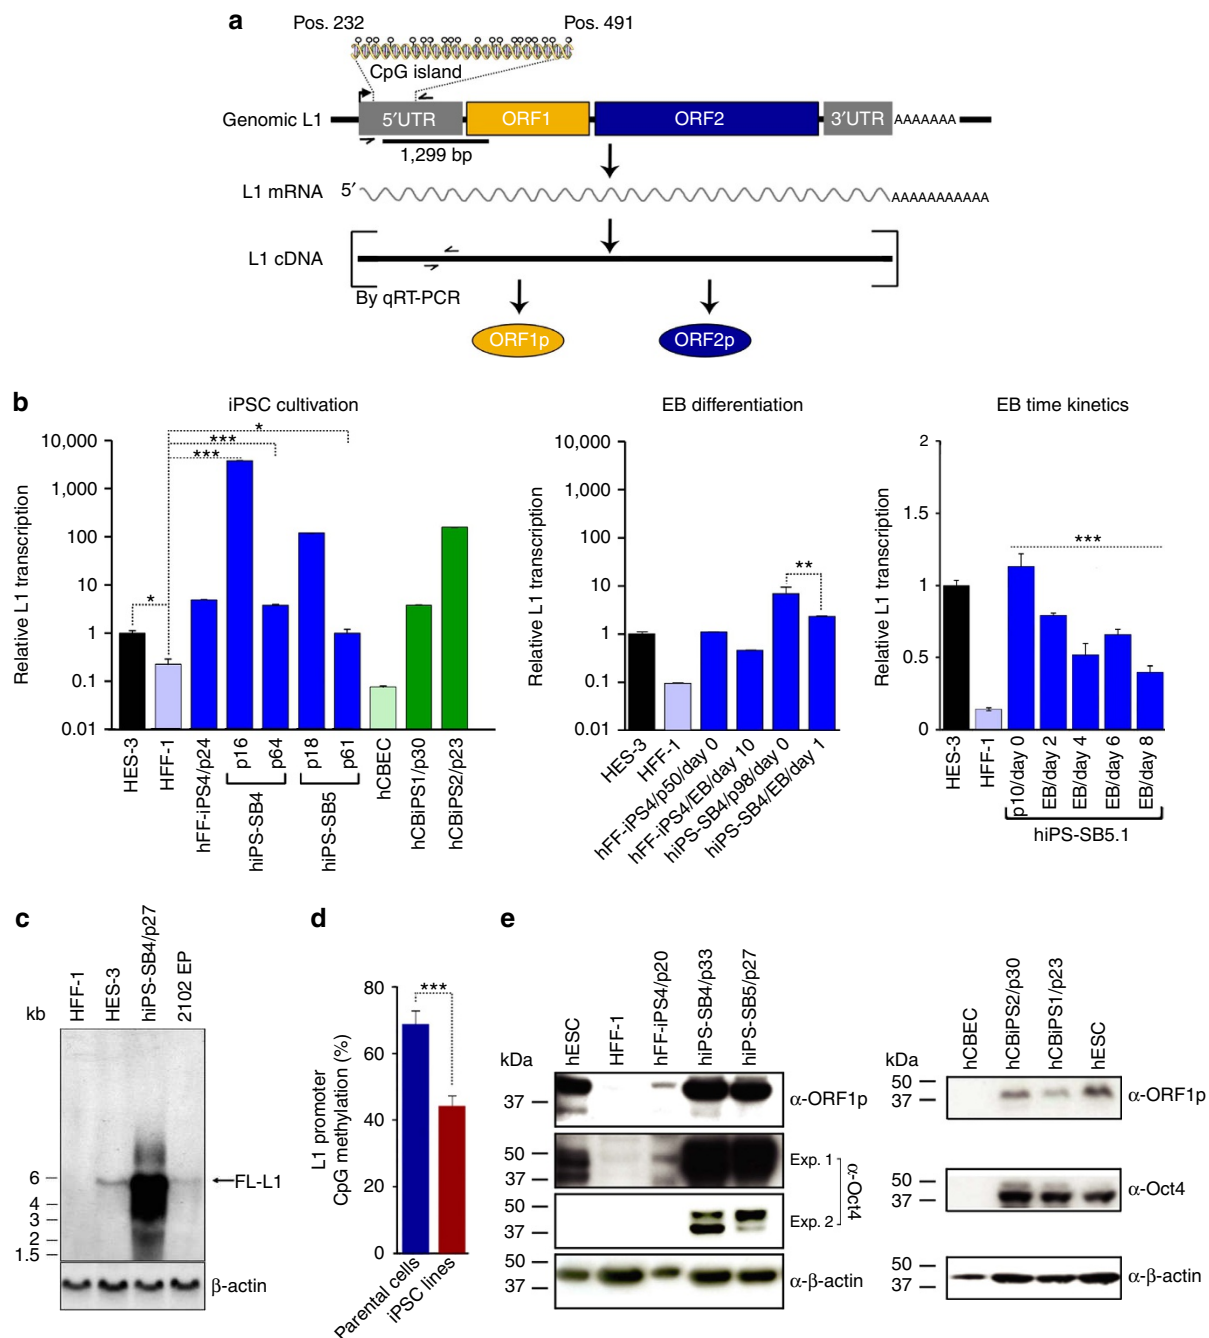 a
Pos. 232
Pos. 491
CpG island
Genomic L1
5′UTR
ORF1
ORF2
3′UTR
AAAAAAA
1,299 bp
L1 mRNA
5′
AAAAAAAAAAA
L1 cDNA
By qRT-PCR
ORF1p
ORF2p
b
iPSC cultivation
Relative L1 transcription
10,000
1,000
100
10
1
0.1
0.01
*
***
***
*
HES-3
HFF-1
hFF-iPS4/p24
p16
p64
hiPS-SB4
p18
p61
hiPS-SB5
hCBEC
hCBiPS1/p30
hCBiPS2/p23
EB differentiation
Relative L1 transcription
10,000
1,000
100
10
1
0.1
0.01
**
HES-3
HFF-1
hFF-iPS4/p50/day 0
hFF-iPS4/EB/day 10
hiPS-SB4/p98/day 0
hiPS-SB4/EB/day 1
EB time kinetics
Relative L1 transcription
2
1.5
1
0.5
0
***
HES-3
HFF-1
p10/day 0
EB/day 2
EB/day 4
EB/day 6
EB/day 8
hiPS-SB5.1
c
kb
HFF-1
HES-3
hiPS-SB4/p27
2102 EP
6
4
3
2
1.5
FL-L1
β-actin
d
L1 promoter
CpG methylation (%)
80
60
40
20
0
***
Parental cells
iPSC lines
e
kDa
hESC
HFF-1
hFF-iPS4/p20
hiPS-SB4/p33
hiPS-SB5/p27
37
α-ORF1p
50
37
Exp. 1
50
37
Exp. 2
α-Oct4
50
37
α-β-actin
kDa
hCBEC
hCBiPS2/p30
hCBiPS1/p23
hESC
50
37
α-ORF1p
50
37
α-Oct4
50
37
α-β-actin